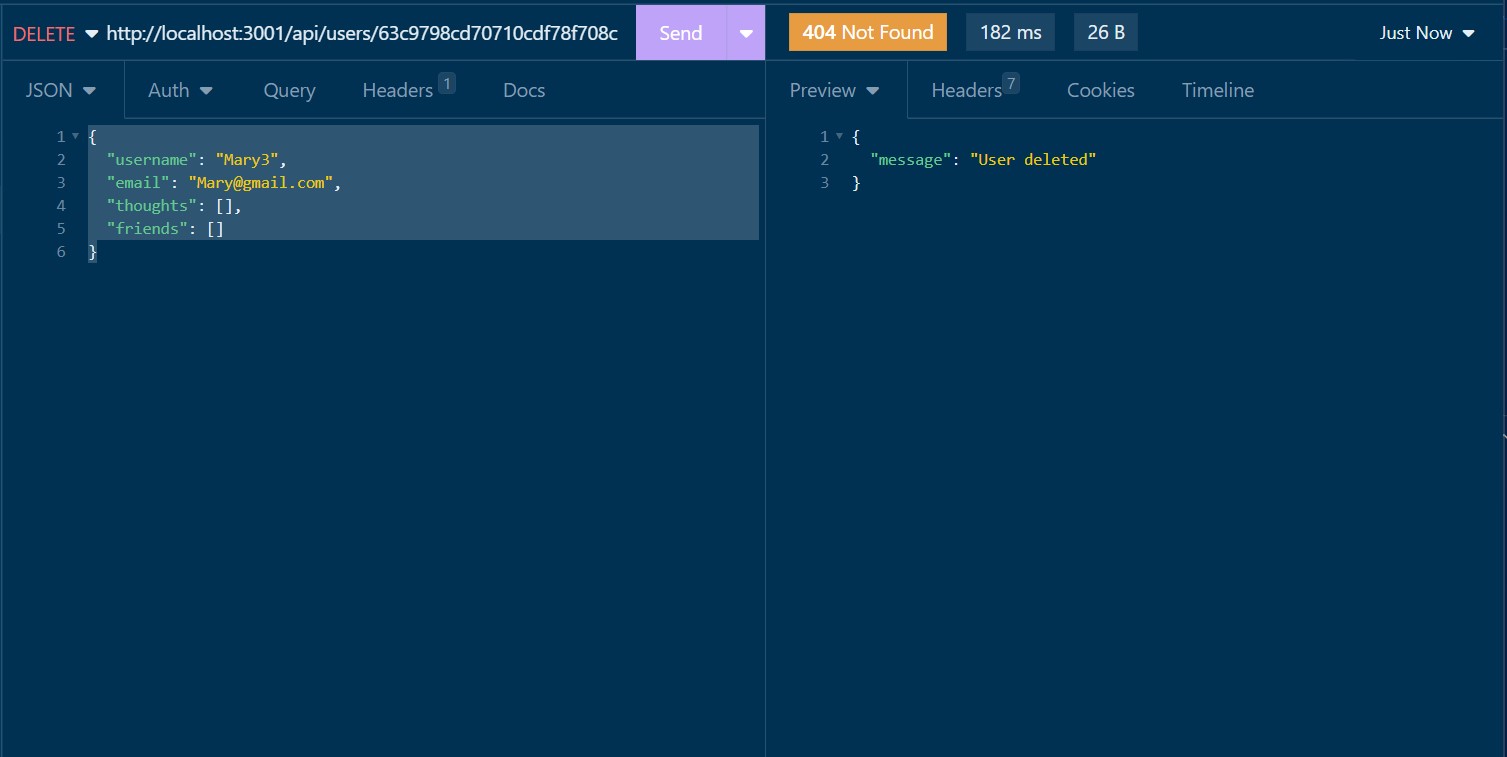 DELETE http://localhost:3001/api/users/63c9798cd70710cdf78f708c Send 404 Not Found 182 ms 26 B Just Now
JSON Auth Query Headers 1 Docs Preview Headers 7 Cookies Timeline
1 {
2 "username": "Mary3",
3 "email": "Mary@gmail.com",
4 "thoughts": [],
5 "friends": []
6 }
1 {
2 "message": "User deleted"
3 }